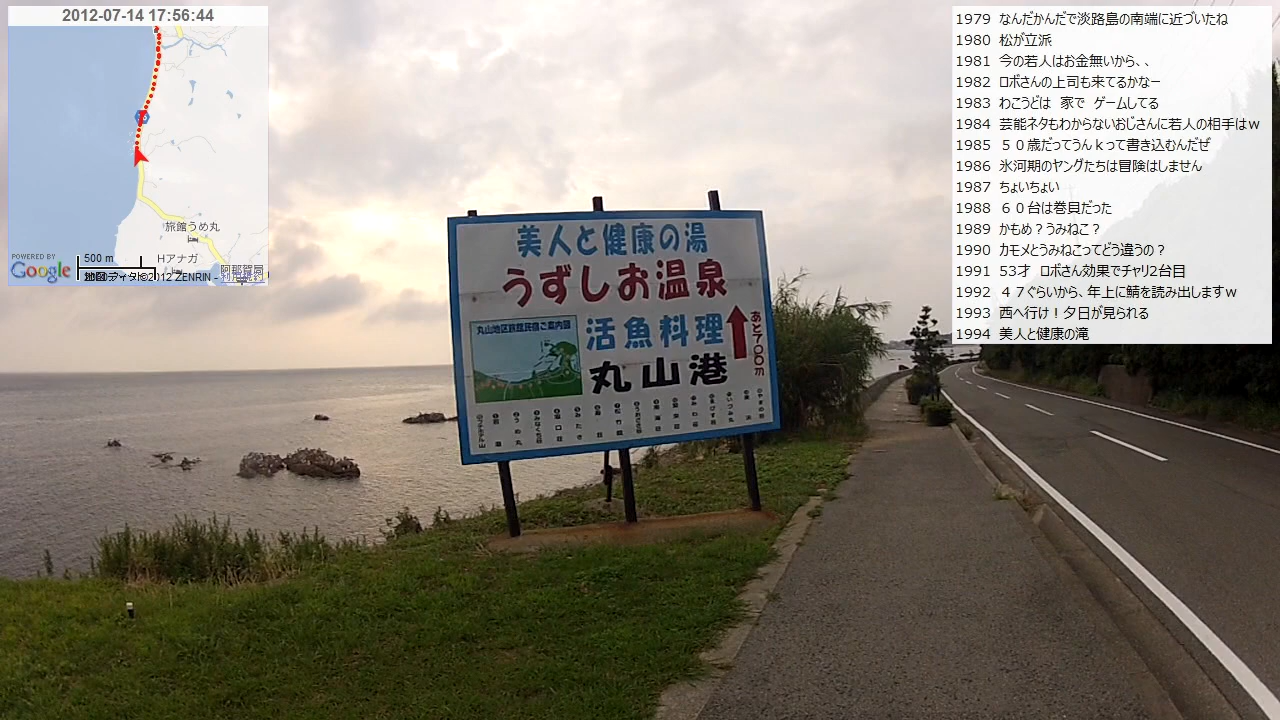 2012-07-14 17:56:44
旅館うめ丸
Hアナガ
POWERED BY
Google
500 m
1979 なんだかんだで淡路島の南端に近づいたね
1980 松が立派
1981 今の若人はお金無いから、、
1982 ロボさんの上司も来てるかなー
1983 わこうどは 家で ゲームしてる
1984 芸能ネタもわからないおじさんに若人の相手はｗ
1985 ５０歳だってうんｋって書き込むんだぜ
1986 氷河期のヤングたちは冒険はしません
1987 ちょいちょい
1988 ６０台は巻目だった
1989 かもめ？うみねこ？
1990 カモメとうみねこってどう違うの？
1991 53才 ロボさん効果でチャリ2台目
1992 ４７ぐらいから、年上に鯖を読み出しますｗ
1993 西へ行け！夕日が見られる
1994 美人と健康の滝
美人と健康の湯
うずしお温泉
丸山地区旅館民宿ご案内図
活魚料理
丸山港
あと700m